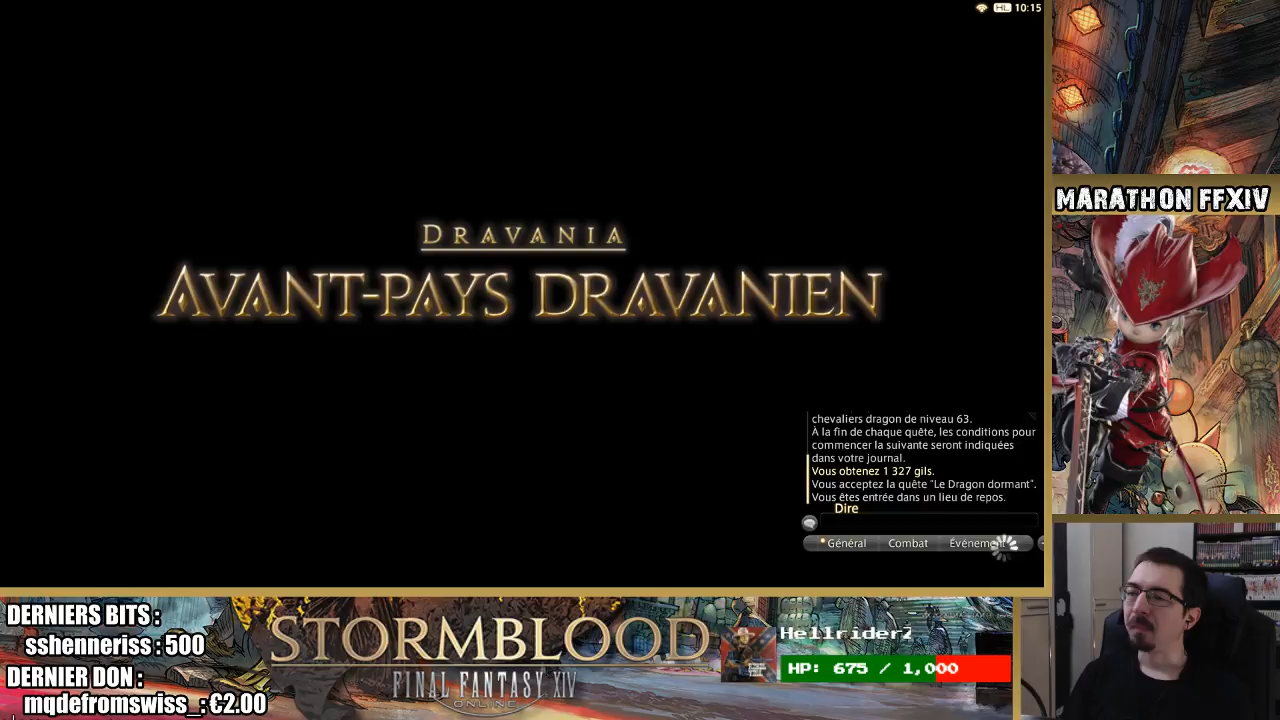 HL 10:15
MARATHON FFXIV
DRAVANIA
AVANT-PAYS DRAVANIEN
chevaliers dragon de niveau 63.
À la fin de chaque quête, les conditions pour
commencer la suivante seront indiquées
dans votre journal.
Vous obtenez 1 327 gils.
Vous acceptez la quête "Le Dragon dormant".
Vous êtes entrée dans un lieu de repos.
Dire
Général Combat
DERNIERS BITS :
sshenneriss : 500
DERNIER DON :
mqdefromswiss_: €2.00
STORMBLOOD
FINAL FANTASY XIV
ONLINE
HellriderZ
HP: 675 / 1,000